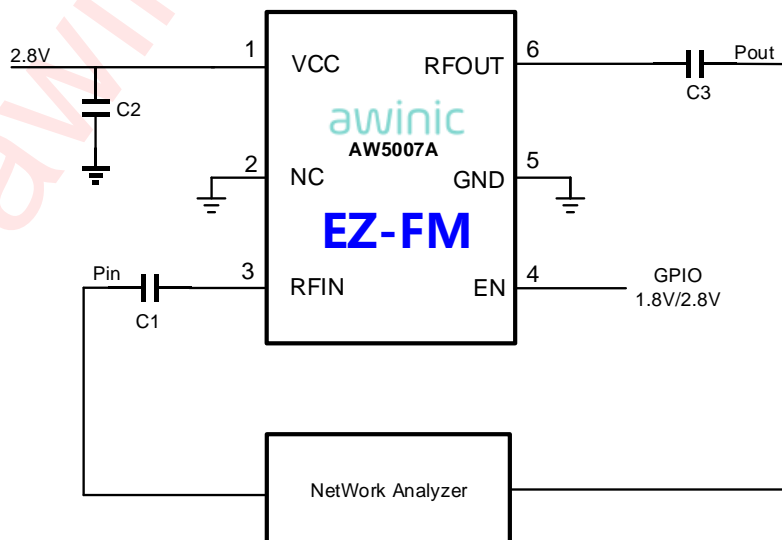 2.8V
1
VCC
RFOUT
6
Pout
C2
C3
awinic
AW5007A
2
NC
GND
5
EZ-FM
Pin
3
RFIN
EN
4
GPIO
1.8V/2.8V
C1
NetWork Analyzer